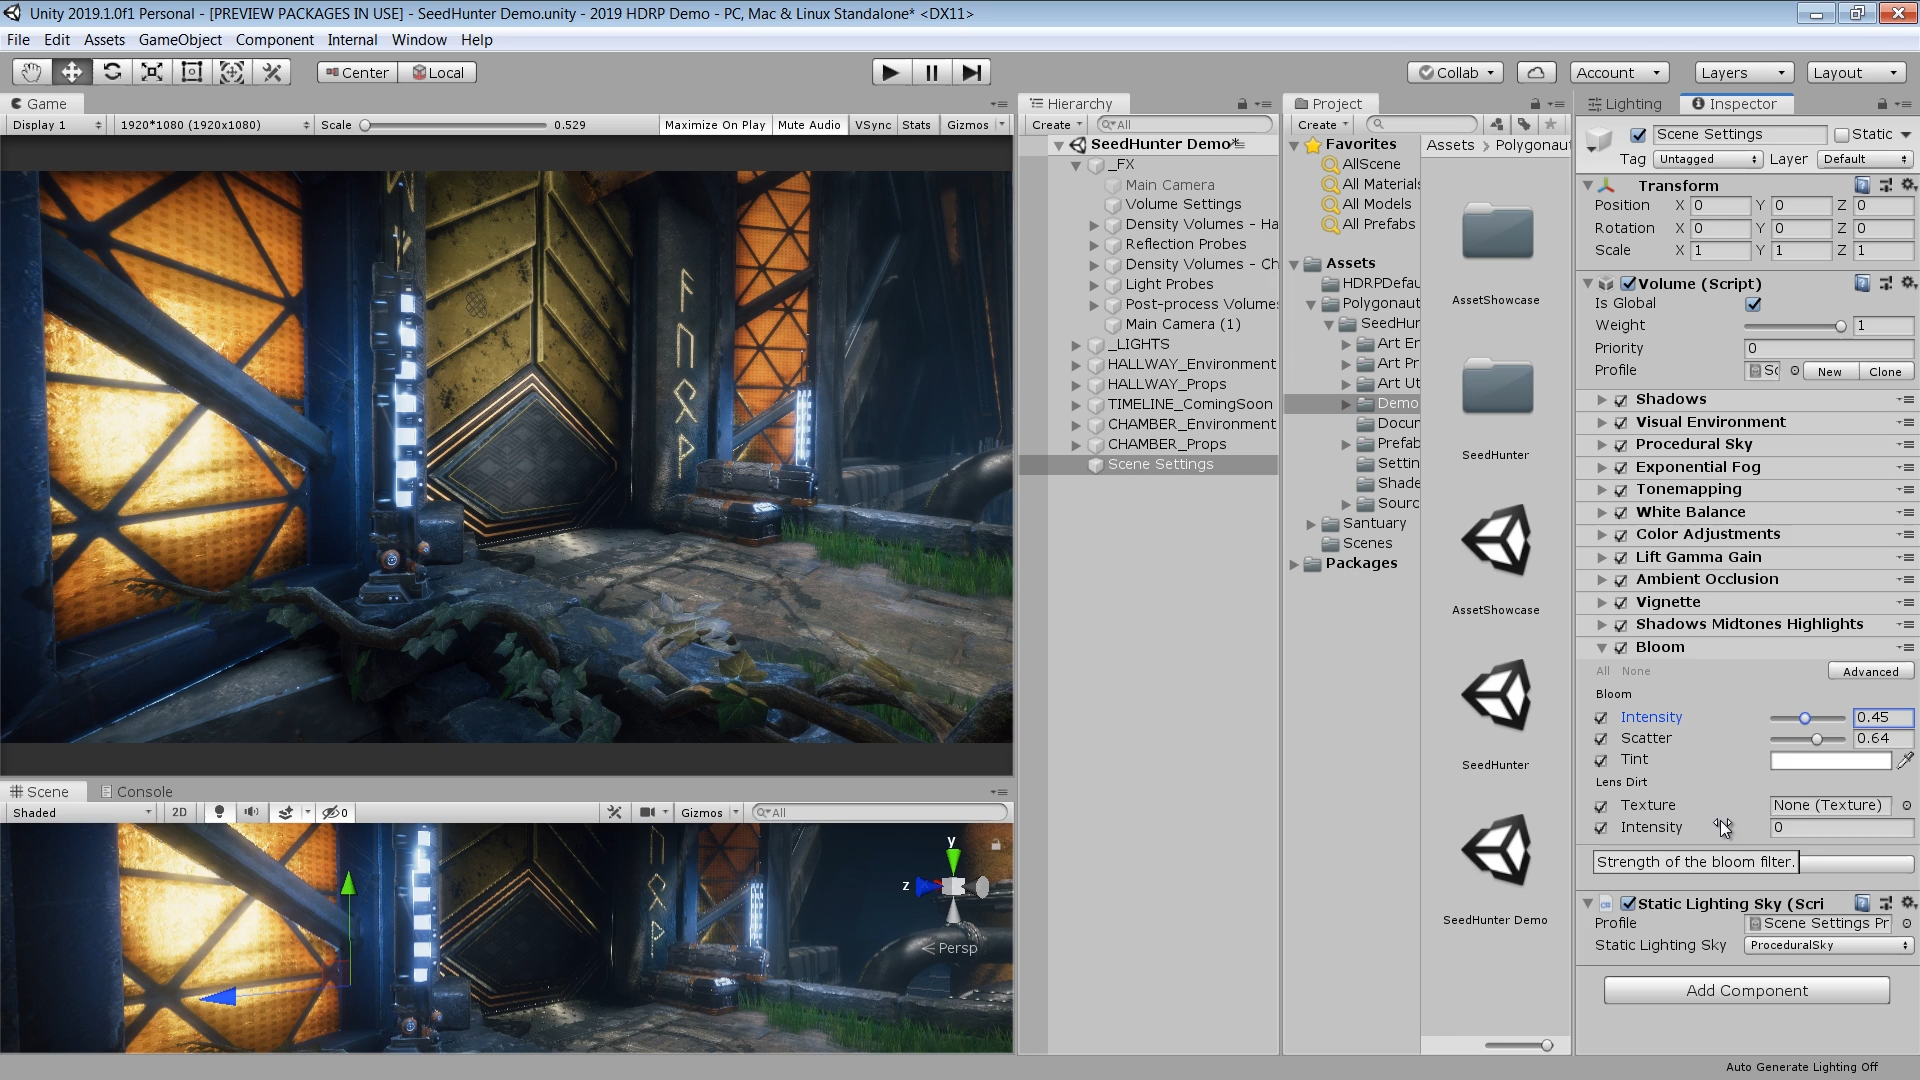 Unity 2019.1.0f1 Personal - [PREVIEW PACKAGES IN USE] - SeedHunter Demo.unity - 2019 HDRP Demo - PC, Mac & Linux Standalone* <DX11>
File Edit Assets GameObject Component Internal Window Help
Center Local Collab Account Layers Layout
Game
Display 1 1920*1080 (1920x1080) Scale 0.529 Maximize On Play Mute Audio VSync Stats Gizmos
Hierarchy
Create All
SeedHunter Demo*
_FX
Main Camera
Volume Settings
Density Volumes - Ha
Reflection Probes
Density Volumes - Ch
Light Probes
Post-process Volumes
Main Camera (1)
_LIGHTS
HALLWAY_Environment
HALLWAY_Props
TIMELINE_ComingSoon
CHAMBER_Environment
CHAMBER_Props
Scene Settings
Project
Create
Favorites
AllScene
All Materials
All Models
All Prefabs
Assets
HDRPDefau
Polygonaut
SeedHun
Art En
Art Pr
Art Ut
Demo
Docum
Prefab
Settin
Shade
Sourc
Santuary
Scenes
Packages
Assets > Polygonaut
AssetShowcase
SeedHunter
AssetShowcase
SeedHunter
SeedHunter Demo
Lighting Inspector
Scene Settings Static
Tag Untagged Layer Default
Transform
Position X 0 Y 0 Z 0
Rotation X 0 Y 0 Z 0
Scale X 1 Y 1 Z 1
Volume (Script)
Is Global
Weight 1
Priority 0
Profile Sc New Clone
Shadows
Visual Environment
Procedural Sky
Exponential Fog
Tonemapping
White Balance
Color Adjustments
Lift Gamma Gain
Ambient Occlusion
Vignette
Shadows Midtones Highlights
Bloom
All None Advanced
Bloom
Intensity 0.45
Scatter 0.64
Tint
Lens Dirt
Texture None (Texture)
Intensity 0
Strength of the bloom filter.
Static Lighting Sky (Scri
Profile Scene Settings Pr
Static Lighting Sky ProceduralSky
Add Component
Scene Console
Shaded 2D 0 Gizmos All
y
z
Persp
Auto Generate Lighting Off